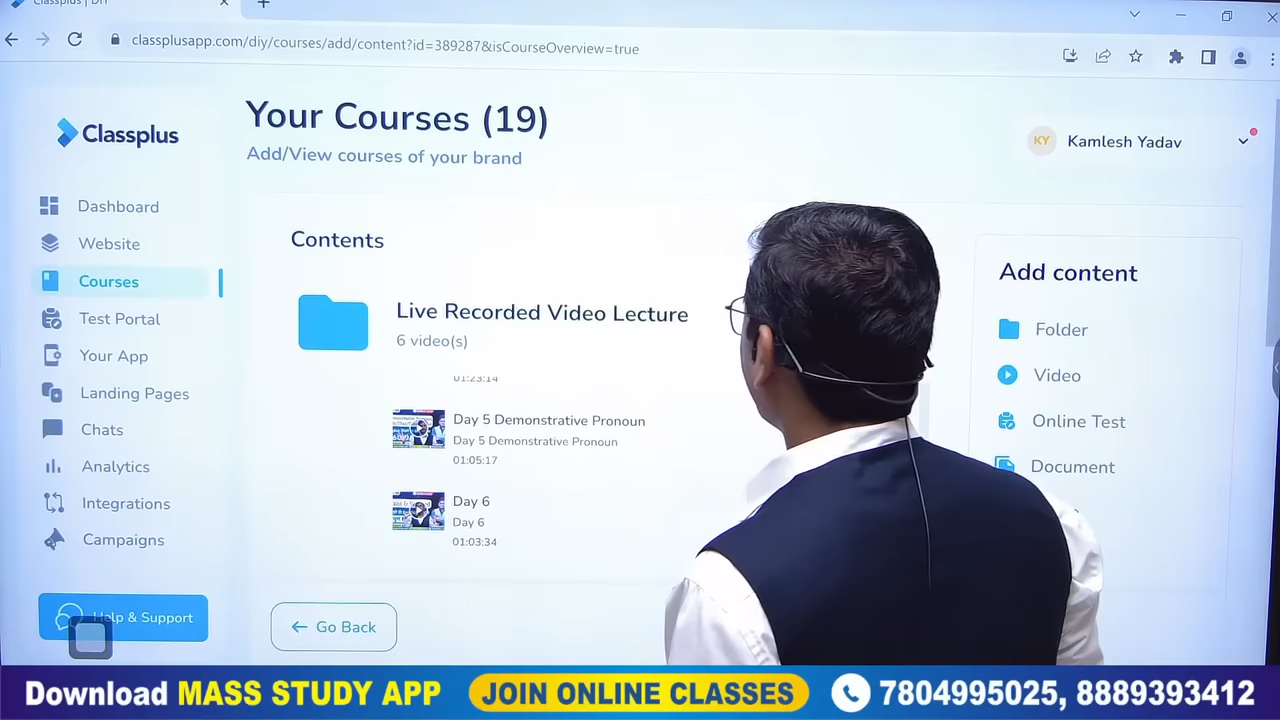 Classplus | DIY
classplusapp.com/diy/courses/add/content?id=389287&isCourseOverview=true
Classplus
Your Courses (19)
Add/View courses of your brand
KY Kamlesh Yadav
Dashboard
Website
Courses
Test Portal
Your App
Landing Pages
Chats
Analytics
Integrations
Campaigns
Help & Support
Contents
Live Recorded Video Lecture
6 video(s)
01:23:14
Day 5 Demonstrative Pronoun
Day 5 Demonstrative Pronoun
01:05:17
Day 6
Day 6
01:03:34
Go Back
Add content
Folder
Video
Online Test
Document
Download MASS STUDY APP JOIN ONLINE CLASSES 7804995025, 8889393412